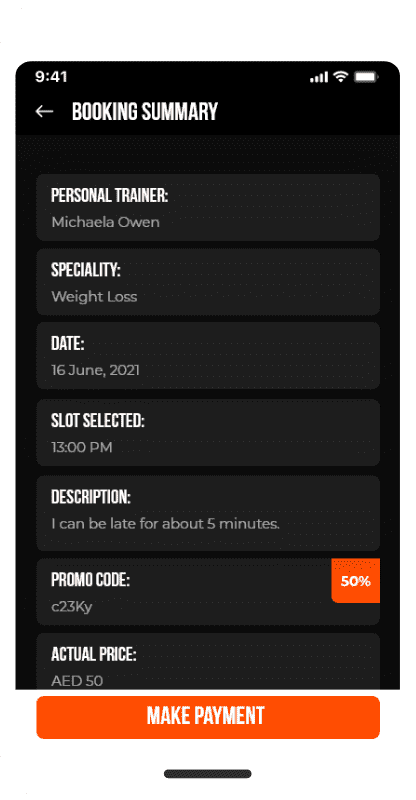 9:41
BOOKING SUMMARY
PERSONAL TRAINER:
Michaela Owen
SPECIALITY:
Weight Loss
DATE:
16 June, 2021
SLOT SELECTED:
13:00 PM
DESCRIPTION:
I can be late for about 5 minutes.
PROMO CODE:
50%
c23Ky
ACTUAL PRICE:
AED 50
MAKE PAYMENT